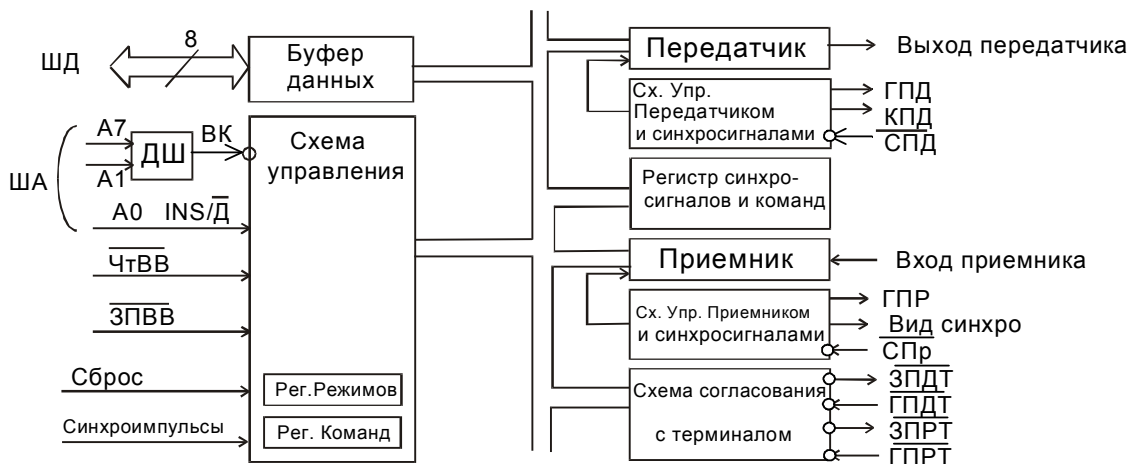 ШД
8
Буфер
данных
А7
ВК
ДШ
А1
ША
А0 INS/Д̅
Схема
управления
ЧтВВ
ЗПВВ
Сброс
Синхроимпульсы
Рег.Режимов
Рег. Команд
Передатчик
Выход передатчика
Сх. Упр.
Передатчиком
и синхросигналами
ГПД
КПД
СПД
Регистр синхро-
сигналов и команд
Приемник
Вход приемника
Сх. Упр. Приемником
и синхросигналами
ГПР
Вид синхро
СПр
Схема согласования
с терминалом
ЗПДТ
ГПДТ
ЗПРТ
ГПРТ